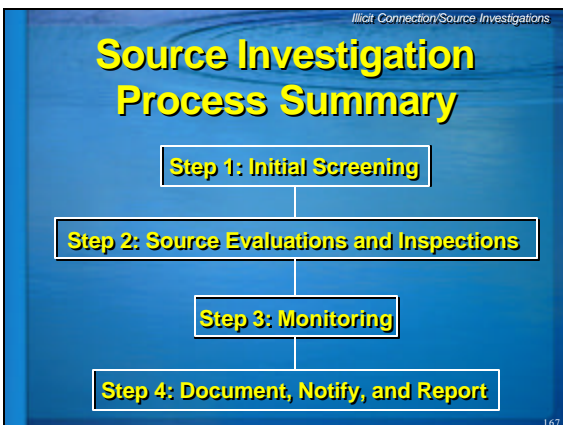 Illicit Connection/Source Investigations
Source Investigation
Process Summary
Step 1: Initial Screening
Step 2: Source Evaluations and Inspections
Step 3: Monitoring
Step 4: Document, Notify, and Report
167